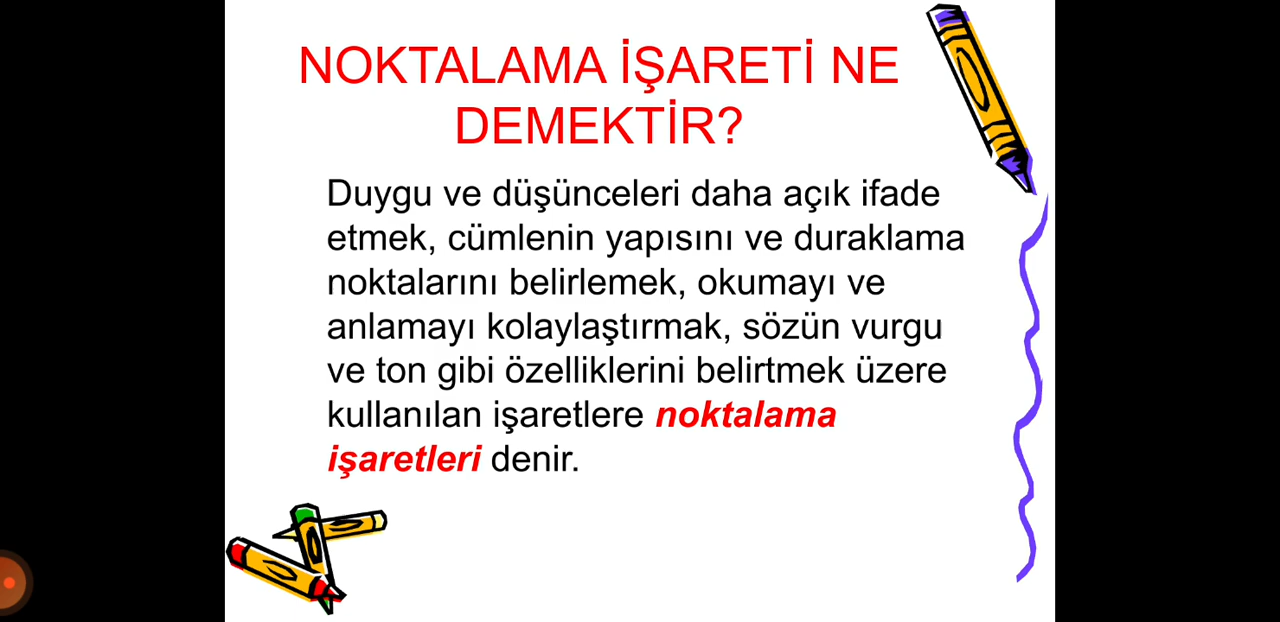 NOKTALAMA İŞARETİ NE
DEMEKTİR?
Duygu ve düşünceleri daha açık ifade
etmek, cümlenin yapısını ve duraklama
noktalarını belirlemek, okumayı ve
anlamayı kolaylaştırmak, sözün vurgu
ve ton gibi özelliklerini belirtmek üzere
kullanılan işaretlere noktalama
işaretleri denir.